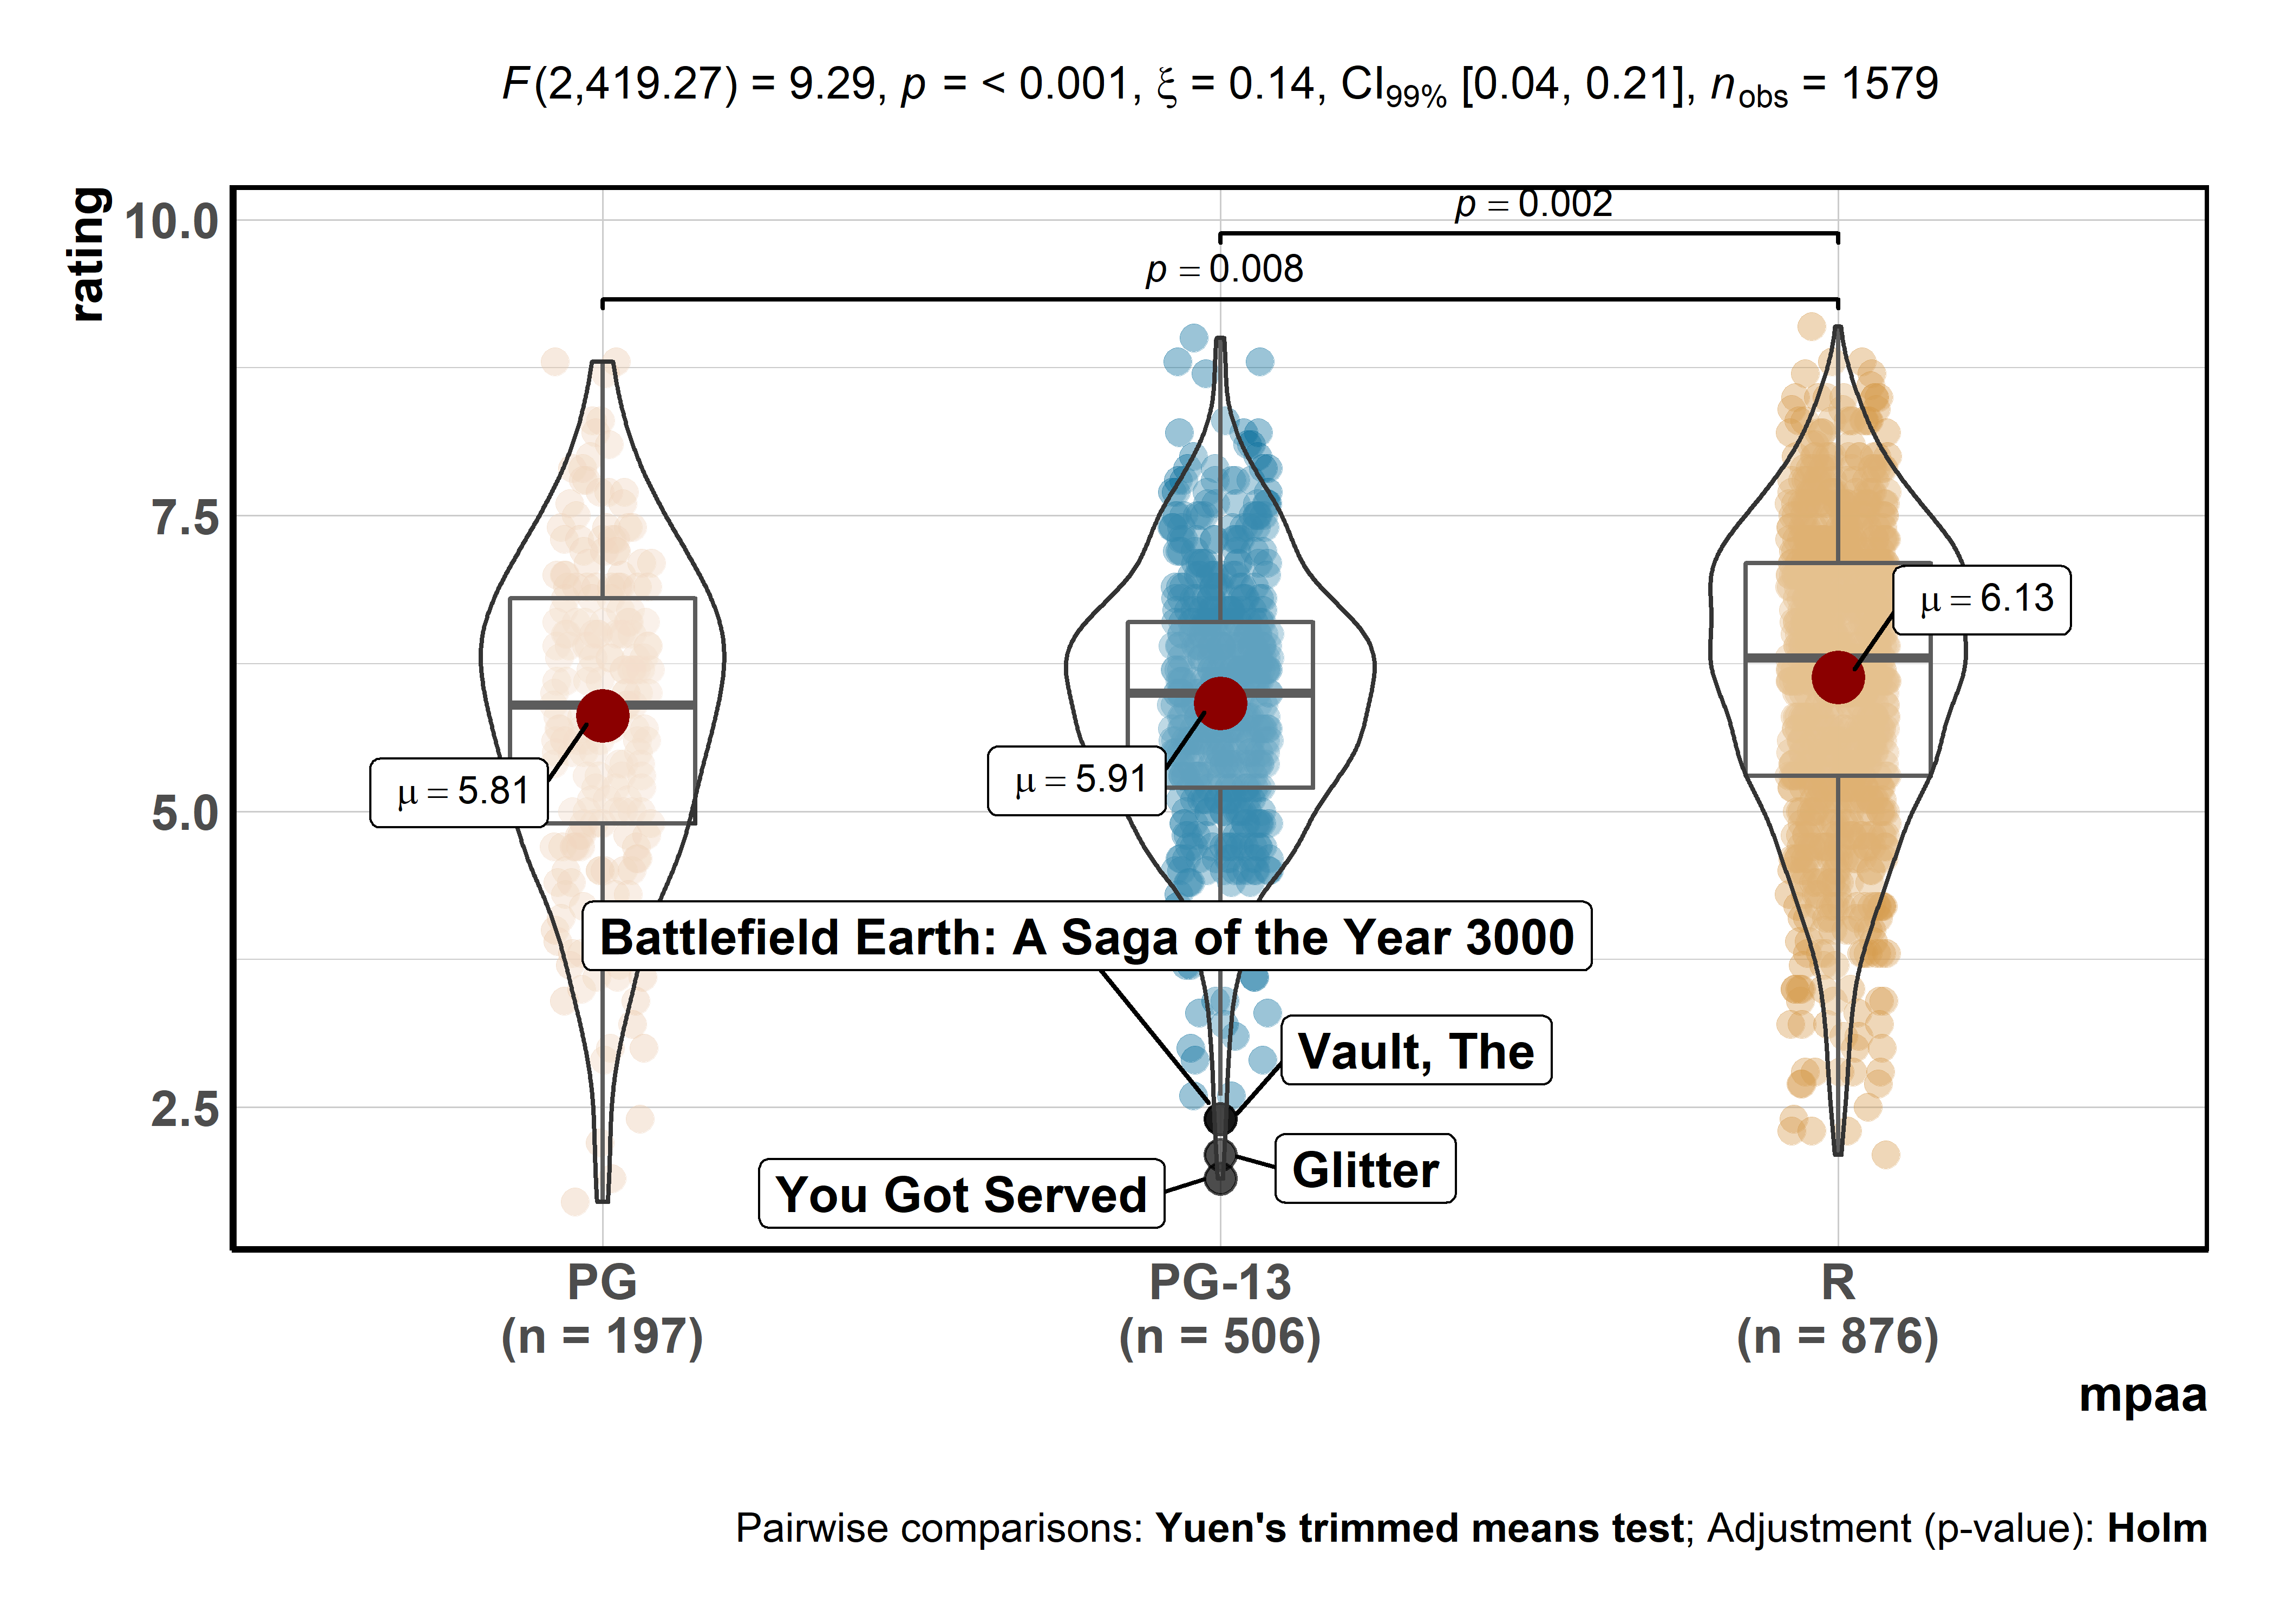 F(2,419.27) = 9.29, p = < 0.001, ξ = 0.14, CI99% [0.04, 0.21], nobs = 1579
rating
10.0
7.5
5.0
2.5
p = 0.002
p = 0.008
μ = 6.13
μ = 5.81
μ = 5.91
Battlefield Earth: A Saga of the Year 3000
Vault, The
Glitter
You Got Served
PG
(n = 197)
PG-13
(n = 506)
R
(n = 876)
mpaa
Pairwise comparisons: Yuen's trimmed means test; Adjustment (p-value): Holm